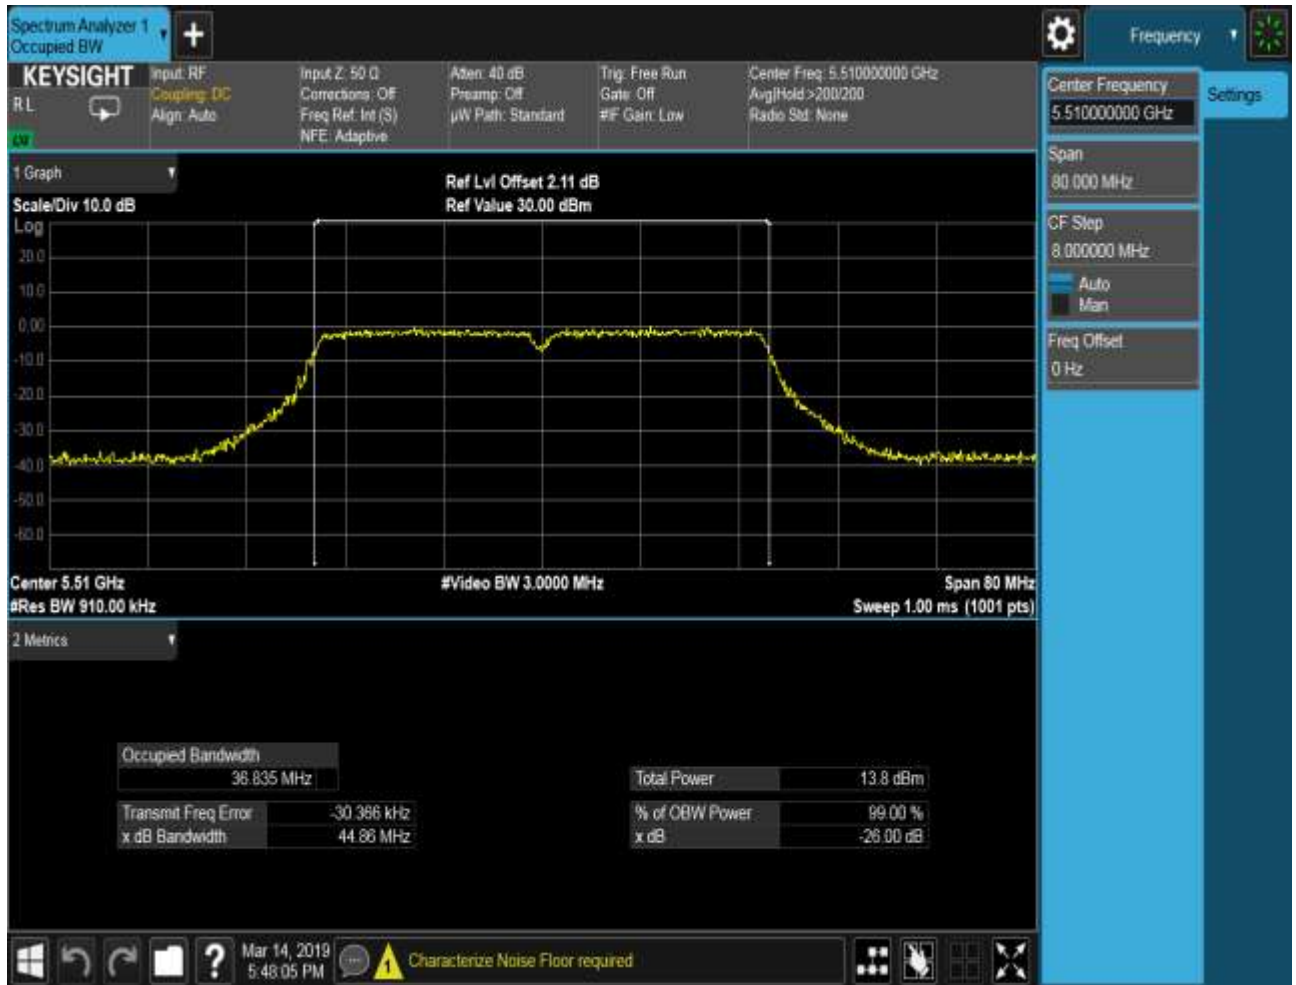 Spectrum Analyzer 1
Occupied BW
Frequency
KEYSIGHT
R L
Input: RF
Coupling: DC
Align: Auto
Input Z: 50 Ω
Corrections: Off
Freq Ref: Int (S)
NFE: Adaptive
Atten: 40 dB
Preamp: Off
µW Path: Standard
Trig: Free Run
Gate: Off
#IF Gain: Low
Center Freq: 5.510000000 GHz
Avg|Hold:>200/200
Radio Std: None
Center Frequency
5.510000000 GHz
Settings
Span
80.000 MHz
CF Step
8.000000 MHz
Auto
Man
Freq Offset
0 Hz
1 Graph
Scale/Div 10.0 dB
Ref Lvl Offset 2.11 dB
Ref Value 30.00 dBm
Log
20.0
10.0
0.00
-10.0
-20.0
-30.0
-40.0
-50.0
-60.0
Center 5.51 GHz
#Video BW 3.0000 MHz
Span 80 MHz
#Res BW 910.00 kHz
Sweep 1.00 ms (1001 pts)
2 Metrics
Occupied Bandwidth
36.835 MHz
Total Power 13.8 dBm
Transmit Freq Error -30.366 kHz
% of OBW Power 99.00 %
x dB Bandwidth 44.86 MHz
x dB -26.00 dB
?
Mar 14, 2019
5:48:05 PM
1
Characterize Noise Floor required